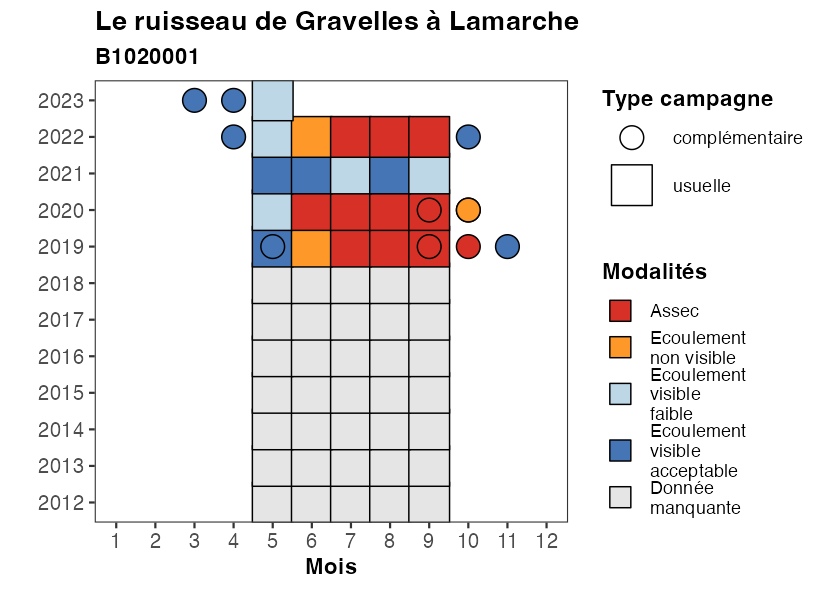 Le ruisseau de Gravelles à Lamarche
B1020001
2023
2022
2021
2020
2019
2018
2017
2016
2015
2014
2013
2012
1 2 3 4 5 6 7 8 9 10 11 12
Mois
Type campagne
complémentaire
usuelle
Modalités
Assec
Ecoulement
non visible
Ecoulement
visible
faible
Ecoulement
visible
acceptable
Donnée
manquante